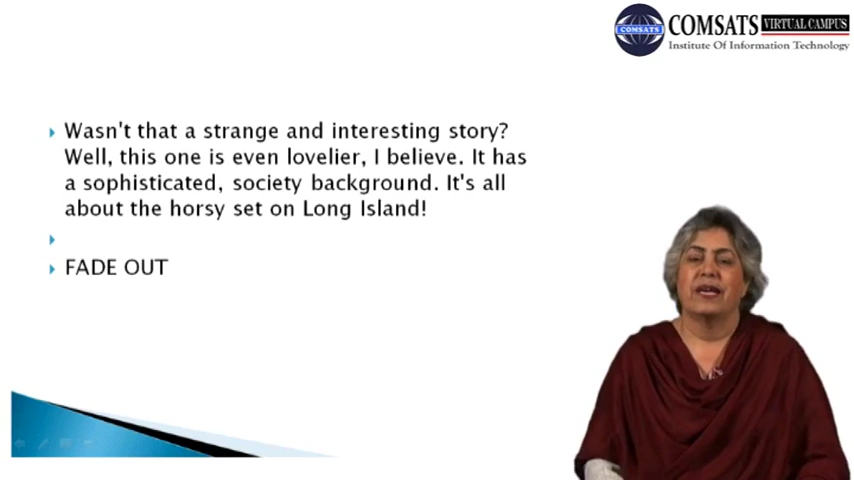 COMSATS VIRTUAL CAMPUS
COMSATS
Institute Of Information Technology
Wasn't that a strange and interesting story?
Well, this one is even lovelier, I believe. It has
a sophisticated, society background. It's all
about the horsy set on Long Island!
FADE OUT